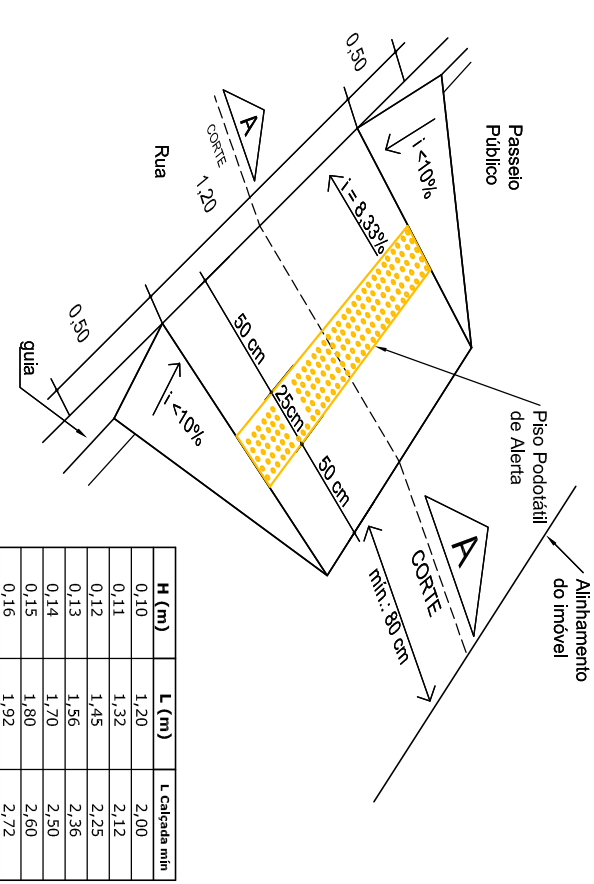 Passeio
Público
0,50
i <10%
A
CORTE
Rua
1,20
i = 8,33%
0,50
guia
i <10%
50 cm
25cm
50 cm
Piso Podotátil
de Alerta
A
CORTE
mín.: 80 cm
Alinhamento
do imóvel
H (m) L (m) L Calçada mín
0,10 1,20 2,00
0,11 1,32 2,12
0,12 1,45 2,25
0,13 1,56 2,36
0,14 1,70 2,50
0,15 1,80 2,60
0,16 1,92 2,72